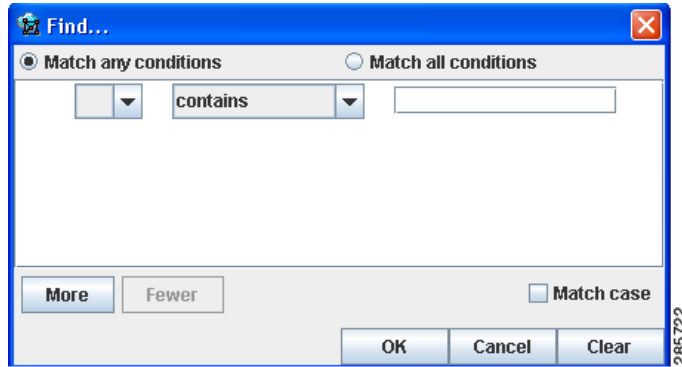 Find...
Match any conditions Match all conditions
contains
More Fewer Match case
OK Cancel Clear
285722